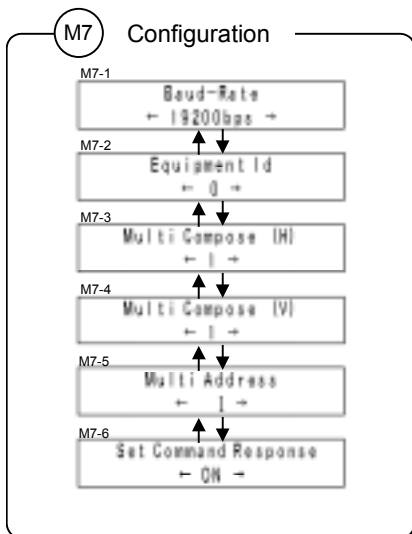 M7 Configuration
M7-1
Baud-Rate
← 19200bps →
M7-2
Equipment Id
← 0 →
M7-3
Multi Compose (H)
← 1 →
M7-4
Multi Compose (V)
← 1 →
M7-5
Multi Address
← 1 →
M7-6
Set Command Response
← ON →